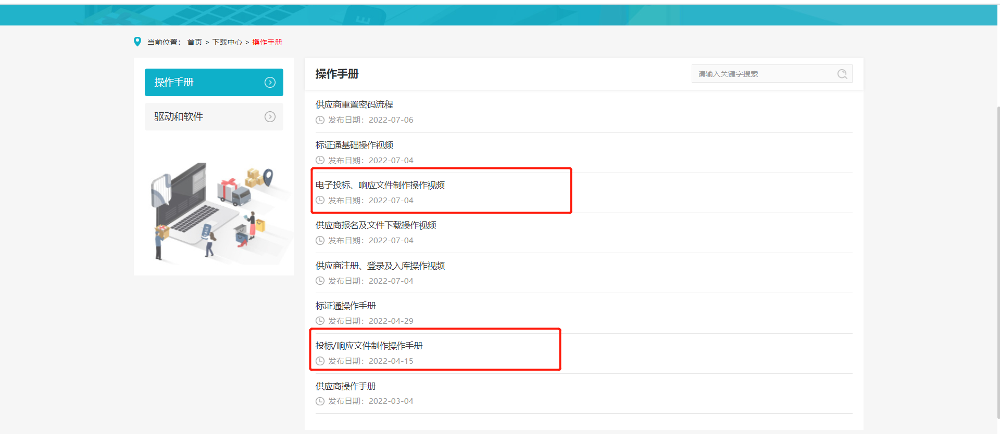 当前位置： 首页 > 下载中心 > 操作手册
操作手册
驱动和软件
操作手册
请输入关键字搜索
供应商重置密码流程
发布日期：2022-07-06
标证通基础操作视频
发布日期：2022-07-04
电子投标、响应文件制作操作视频
发布日期：2022-07-04
供应商报名及文件下载操作视频
发布日期：2022-07-04
供应商注册、登录及入库操作视频
发布日期：2022-07-04
标证通操作手册
发布日期：2022-04-29
投标/响应文件制作操作手册
发布日期：2022-04-15
供应商操作手册
发布日期：2022-03-04
SALE